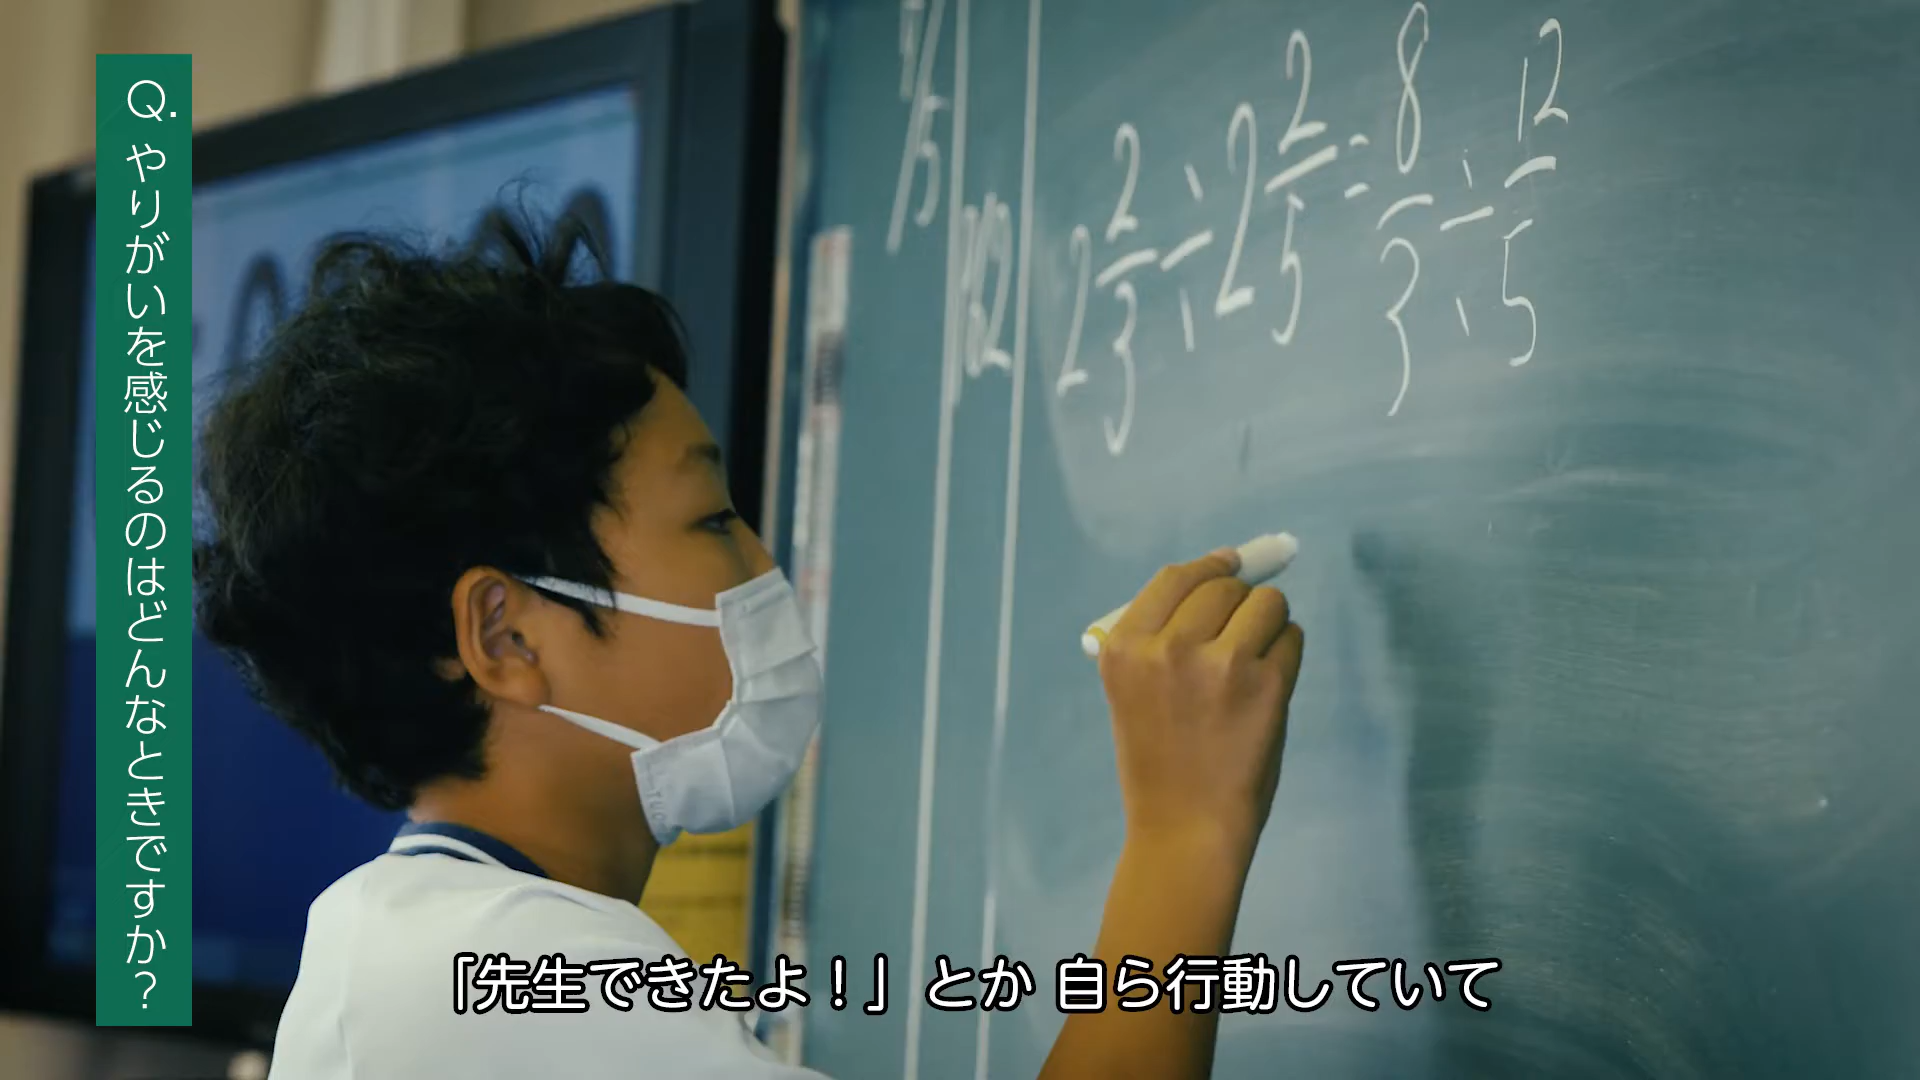 Q. やりがいを感じるのはどんなときですか?
2 2/3 ÷ 2 2/5 = 8/3 ÷ 12/5
「先生できたよ!」とか 自ら行動していて